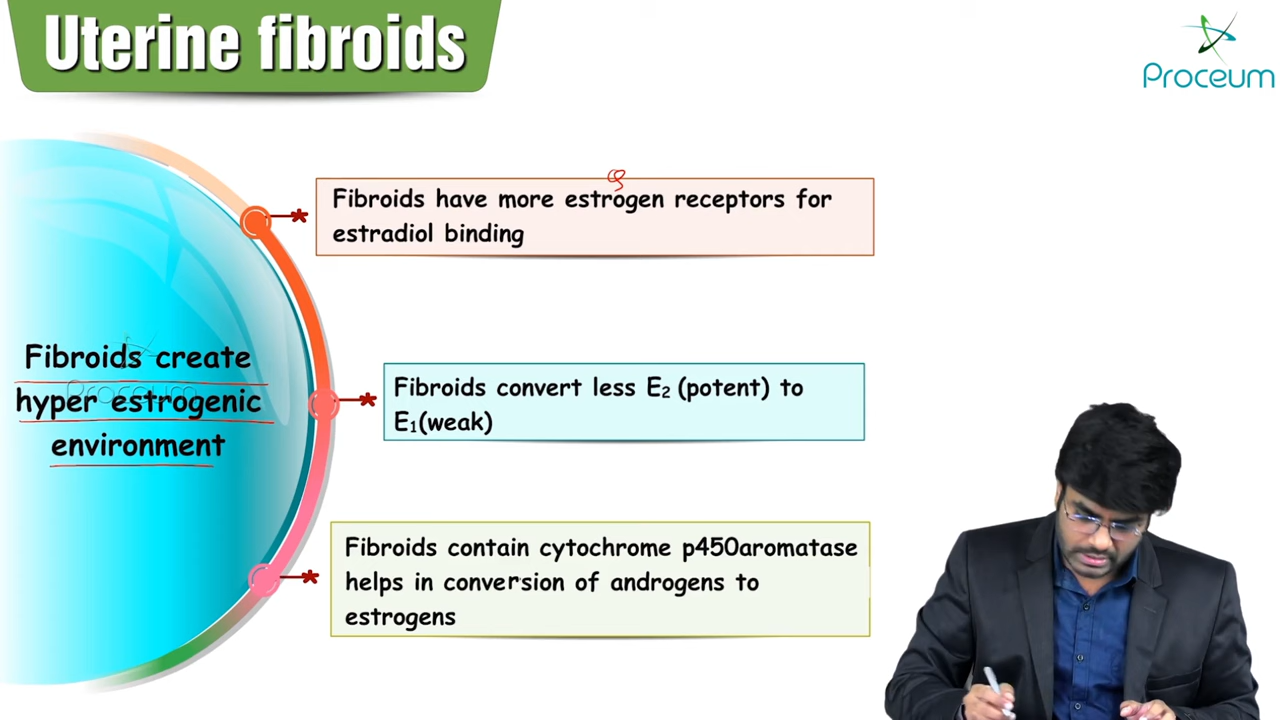 Uterine fibroids
Proceum
Fibroids have more estrogen receptors for
estradiol binding
Fibroids create
hyper estrogenic
environment
Proceum
Fibroids convert less E₂ (potent) to
E₁(weak)
Fibroids contain cytochrome p450aromatase
helps in conversion of androgens to
estrogens